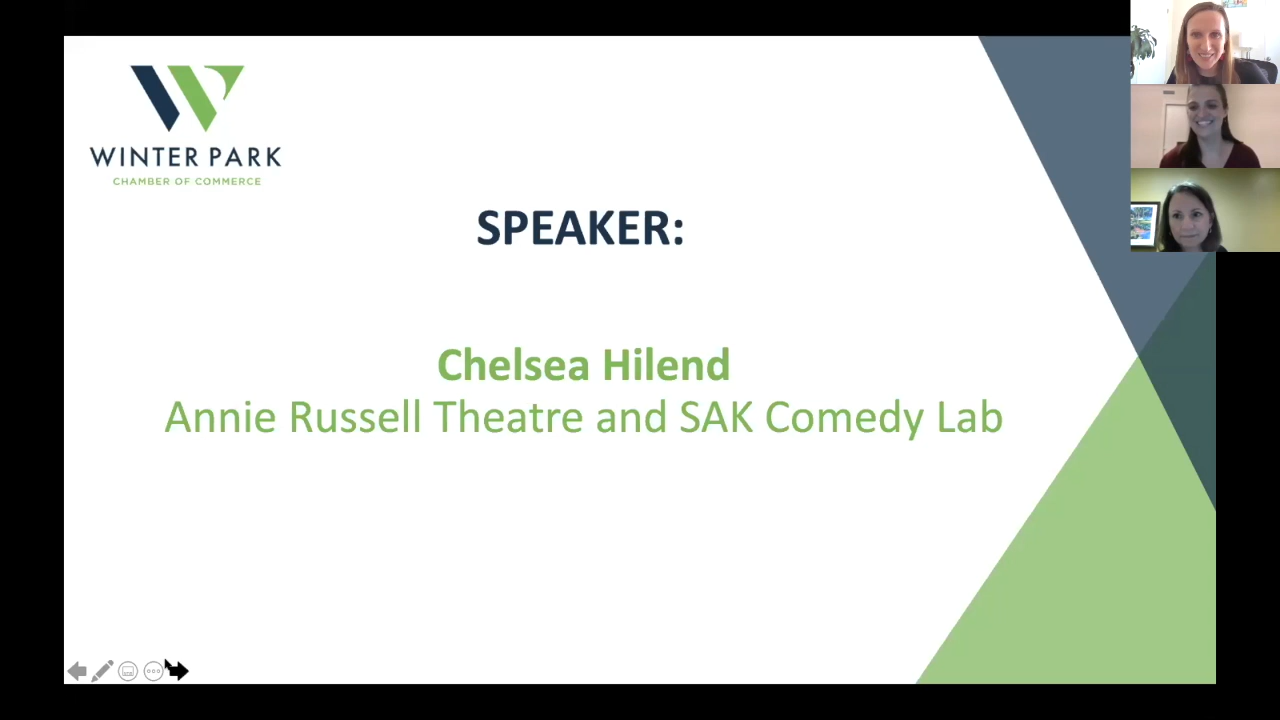 WINTER PARK
CHAMBER OF COMMERCE
SPEAKER:
Chelsea Hilend
Annie Russell Theatre and SAK Comedy Lab